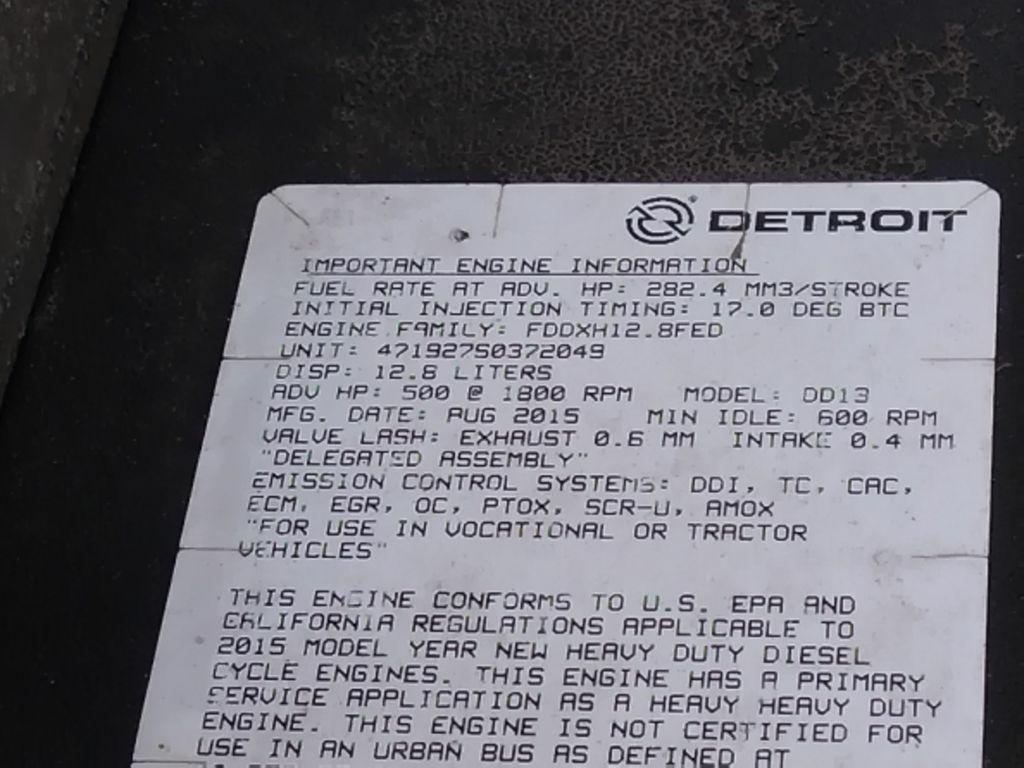 DETROIT
IMPORTANT ENGINE INFORMATION
FUEL RATE AT ADV. HP: 282.4 MM3/STROKE
INITIAL INJECTION TIMING: 17.0 DEG BTC
ENGINE FAMILY: FDDXH12.8FED
UNIT: 471927S0372049
DISP: 12.8 LITERS
ADV HP: 500 @ 1800 RPM MODEL: DD13
MFG. DATE: AUG 2015 MIN IDLE: 600 RPM
VALVE LASH: EXHAUST 0.6 MM INTAKE 0.4 MM
"DELEGATED ASSEMBLY"
EMISSION CONTROL SYSTEMS: DDI, TC, CAC,
ECM, EGR, OC, PTOX, SCR-U, AMOX
"FOR USE IN VOCATIONAL OR TRACTOR
VEHICLES"
THIS ENGINE CONFORMS TO U.S. EPA AND
CALIFORNIA REGULATIONS APPLICABLE TO
2015 MODEL YEAR NEW HEAVY DUTY DIESEL
CYCLE ENGINES. THIS ENGINE HAS A PRIMARY
SERVICE APPLICATION AS A HEAVY HEAVY DUTY
ENGINE. THIS ENGINE IS NOT CERTIFIED FOR
USE IN AN URBAN BUS AS DEFINED AT